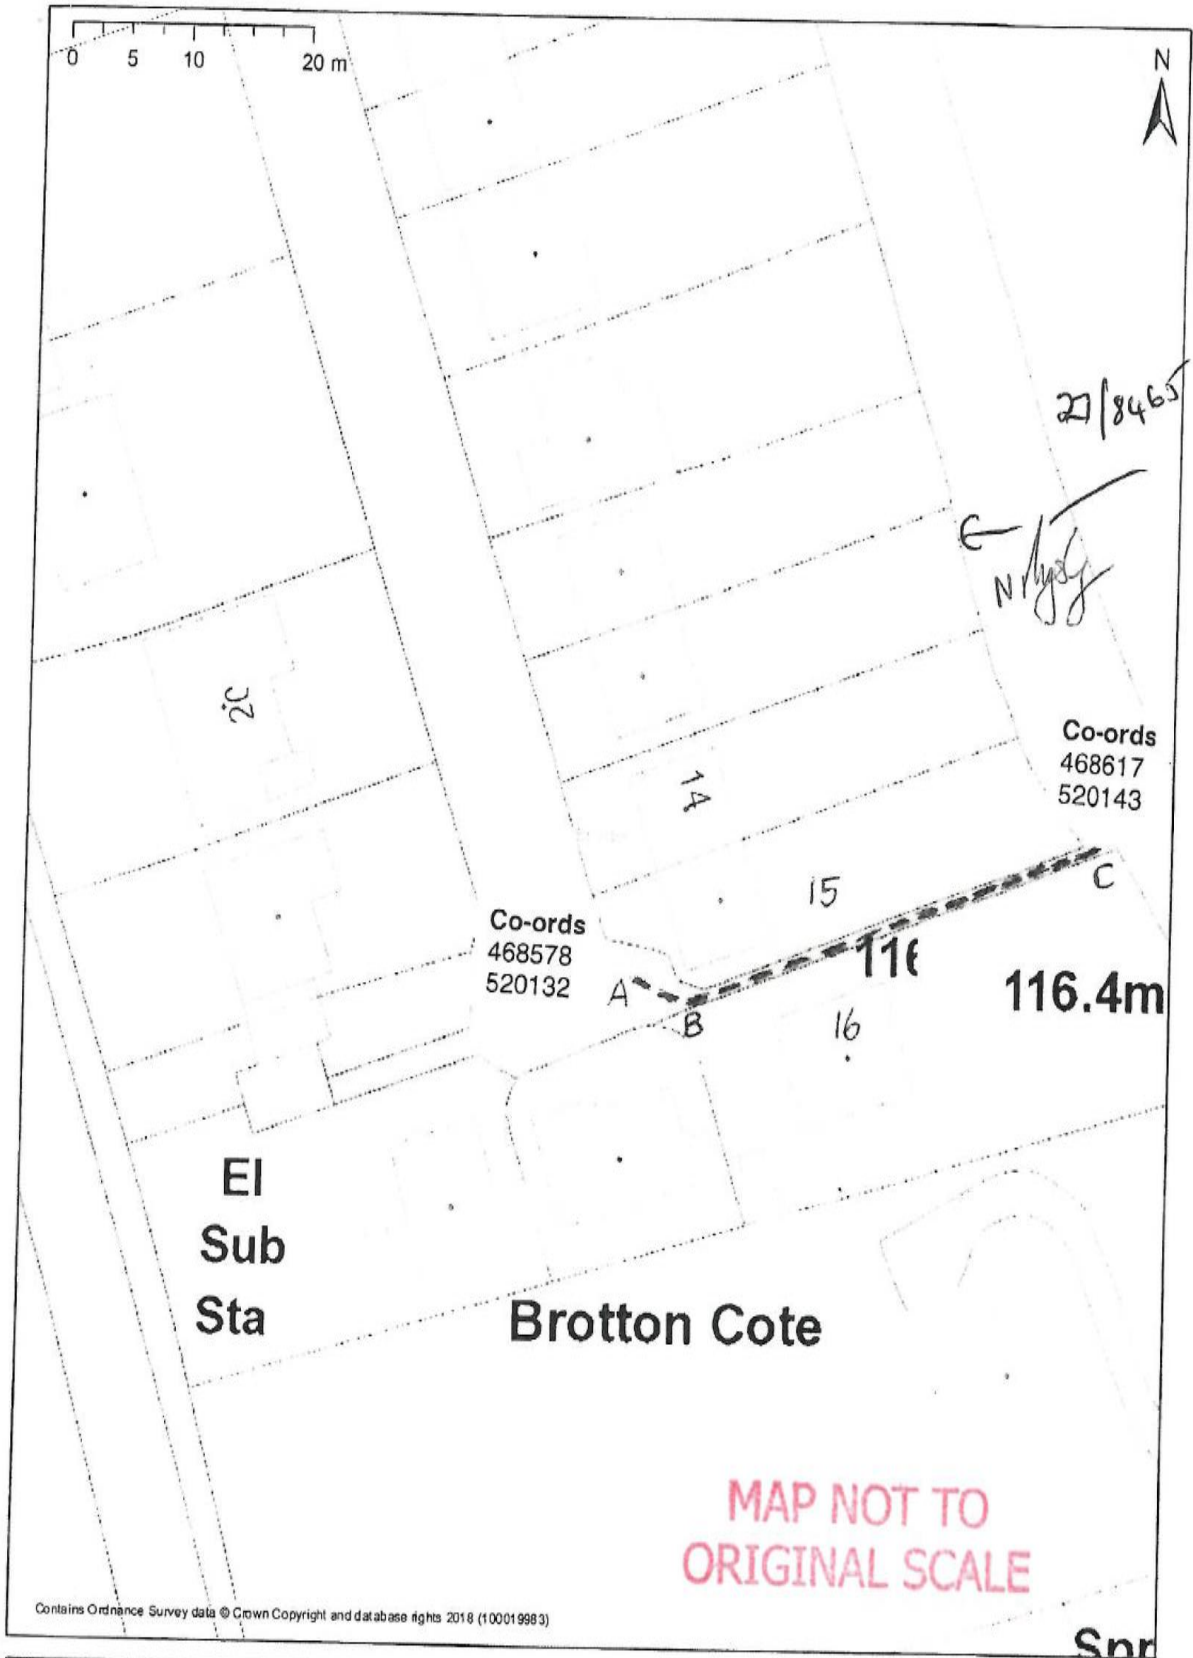 0 5 10 20 m
N
/8465
Co-ords
468617
520143
14
15
C
Co-ords
468578
520132
A
B
116
116.4m
16
El
Sub
Sta
Brotton Cote
MAP NOT TO
ORIGINAL SCALE
Contains Ordnance Survey data © Crown Copyright and database rights 2018 (100019983)
Spr